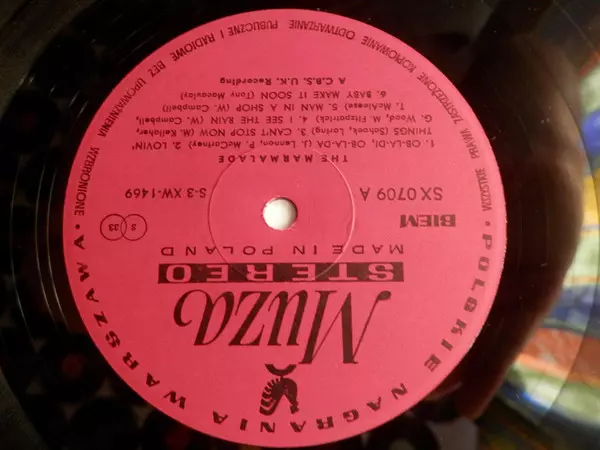 • POLSKIE NAGRANIA WARSZAWA •
WSZELKIE PRAWA ZASTRZEŻONE KOPIOWANIE ODTWARZANIE PUBLICZNE I RADIOWE BEZ UPOWAŻNIENIA WZBRONIONE
Muza
STEREO
MADE IN POLAND
BIEM
S 33
SX 0709 A
S-3 XW-1469
THE MARMALADE
1. OB-LA-DI, OB-LA-DA (J. Lennon, P. McCartney) 2. LOVIN'
THINGS (Schoek, Loring) 3. CAN'T STOP NOW (M. Kellaher,
G. Wood, M. Fitzpatrick) 4. I SEE THE RAIN (W. Campbell,
T. McAleese) 5. MAN IN A SHOP (W. Campbell)
6. BABY MAKE IT SOON (Tony Macaulay)
A C.B.S. U.K. Recording